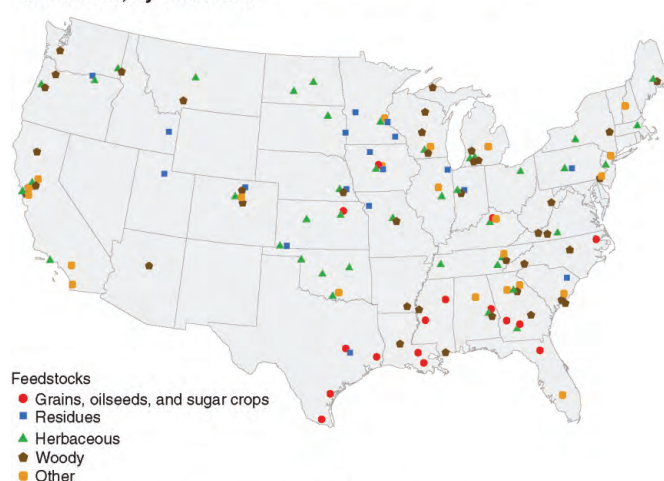 Feedstocks
Grains, oilseeds, and sugar crops
Residues
Herbaceous
Woody
Other